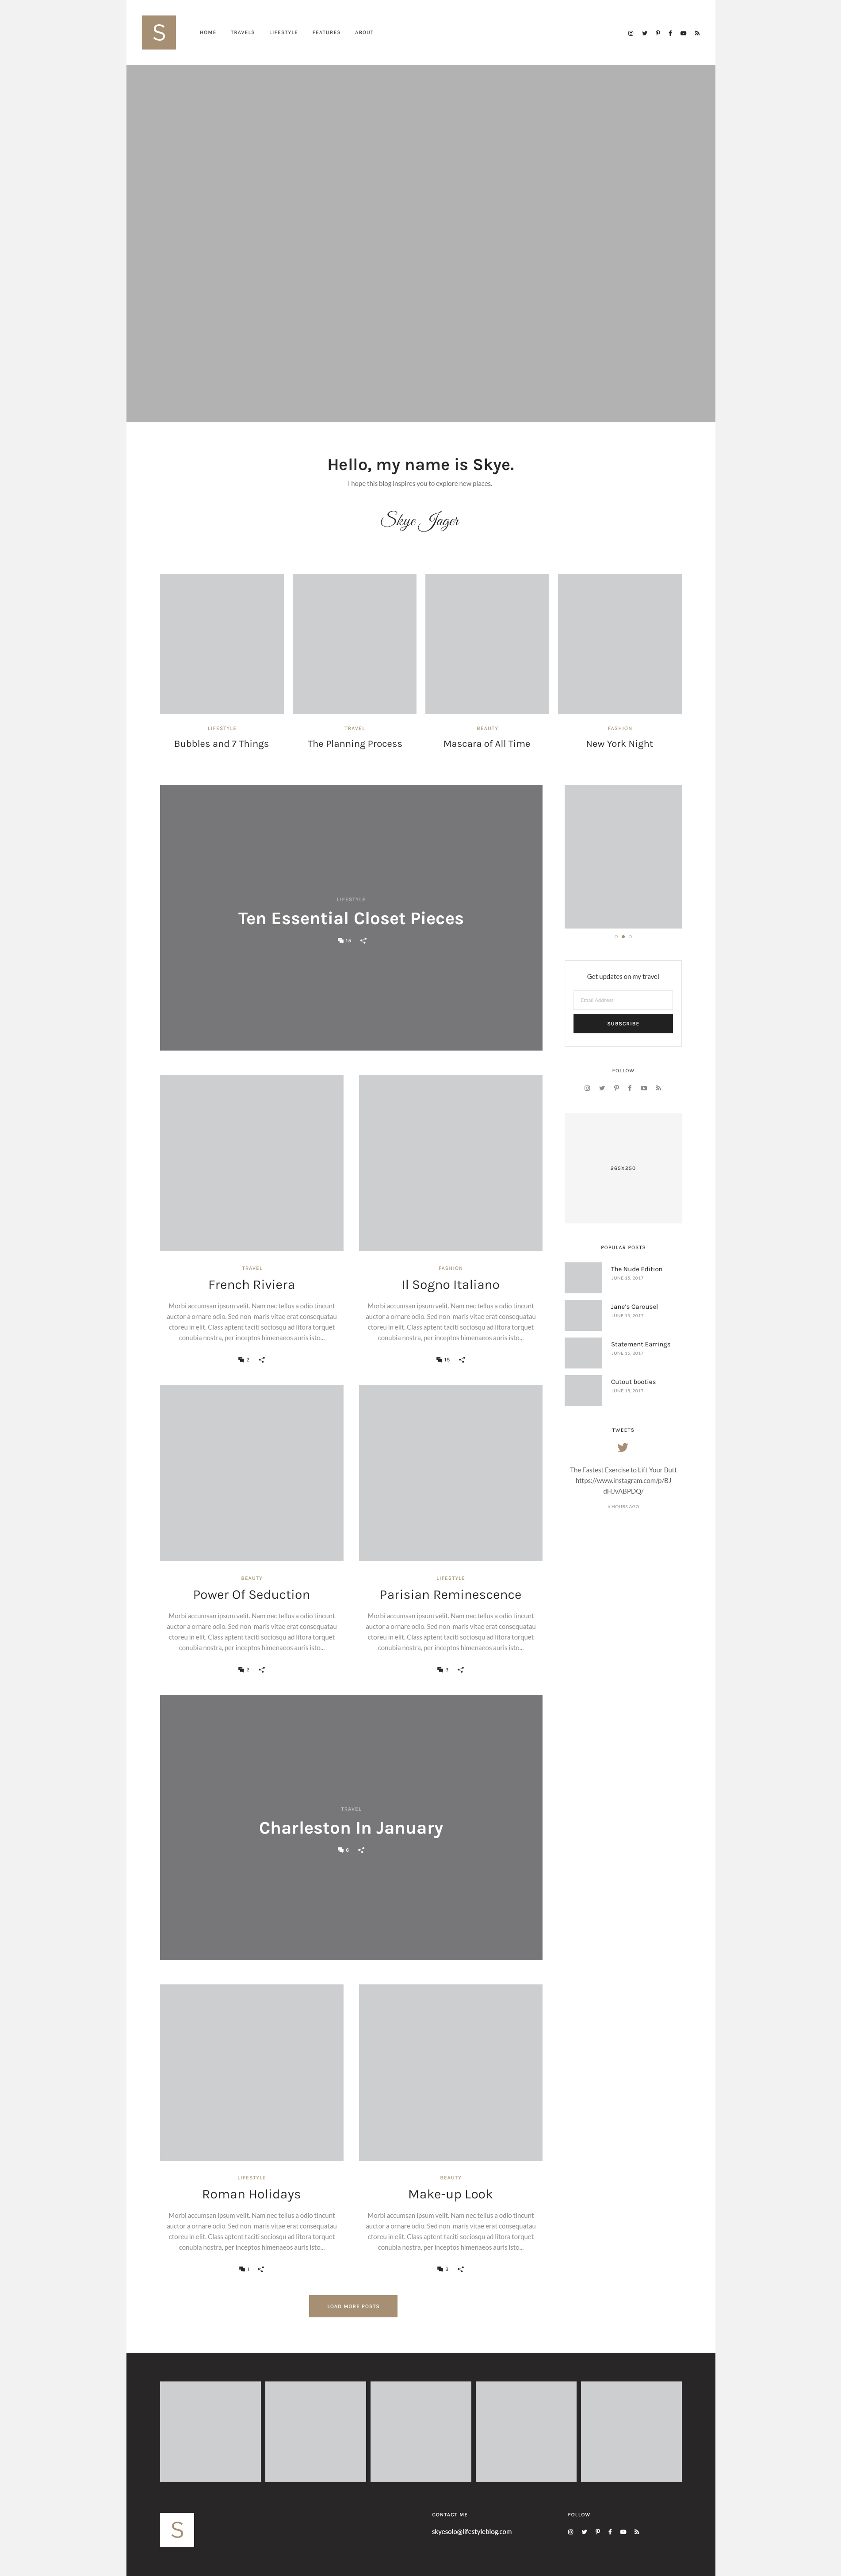 S
HOME TRAVELS LIFESTYLE FEATURES ABOUT
Hello, my name is Skye.
I hope this blog inspires you to explore new places.
Skye Jager
LIFESTYLE
Bubbles and 7 Things
TRAVEL
The Planning Process
BEAUTY
Mascara of All Time
FASHION
New York Night
LIFESTYLE
Ten Essential Closet Pieces
15
TRAVEL
French Riviera
Morbi accumsan ipsum velit. Nam nec tellus a odio tincunt
auctor a ornare odio. Sed non maris vitae erat consequatau
ctoreu in elit. Class aptent taciti sociosqu ad litora torquet
conubia nostra, per inceptos himenaeos auris isto...
2
FASHION
Il Sogno Italiano
Morbi accumsan ipsum velit. Nam nec tellus a odio tincunt
auctor a ornare odio. Sed non maris vitae erat consequatau
ctoreu in elit. Class aptent taciti sociosqu ad litora torquet
conubia nostra, per inceptos himenaeos auris isto...
15
BEAUTY
Power Of Seduction
Morbi accumsan ipsum velit. Nam nec tellus a odio tincunt
auctor a ornare odio. Sed non maris vitae erat consequatau
ctoreu in elit. Class aptent taciti sociosqu ad litora torquet
conubia nostra, per inceptos himenaeos auris isto...
2
LIFESTYLE
Parisian Reminescence
Morbi accumsan ipsum velit. Nam nec tellus a odio tincunt
auctor a ornare odio. Sed non maris vitae erat consequatau
ctoreu in elit. Class aptent taciti sociosqu ad litora torquet
conubia nostra, per inceptos himenaeos auris isto...
3
TRAVEL
Charleston In January
6
LIFESTYLE
Roman Holidays
Morbi accumsan ipsum velit. Nam nec tellus a odio tincunt
auctor a ornare odio. Sed non maris vitae erat consequatau
ctoreu in elit. Class aptent taciti sociosqu ad litora torquet
conubia nostra, per inceptos himenaeos auris isto...
1
BEAUTY
Make-up Look
Morbi accumsan ipsum velit. Nam nec tellus a odio tincunt
auctor a ornare odio. Sed non maris vitae erat consequatau
ctoreu in elit. Class aptent taciti sociosqu ad litora torquet
conubia nostra, per inceptos himenaeos auris isto...
3
LOAD MORE POSTS
Get updates on my travel
Email Address
SUBSCRIBE
FOLLOW
265X250
POPULAR POSTS
The Nude Edition
JUNE 15, 2017
Jane's Carousel
JUNE 15, 2017
Statement Earrings
JUNE 15, 2017
Cutout booties
JUNE 15, 2017
TWEETS
The Fastest Exercise to Lift Your Butt
https://www.instagram.com/p/BJ
dHJvABPDQ/
6 HOURS AGO
S
CONTACT ME
skyesolo@lifestyleblog.com
FOLLOW